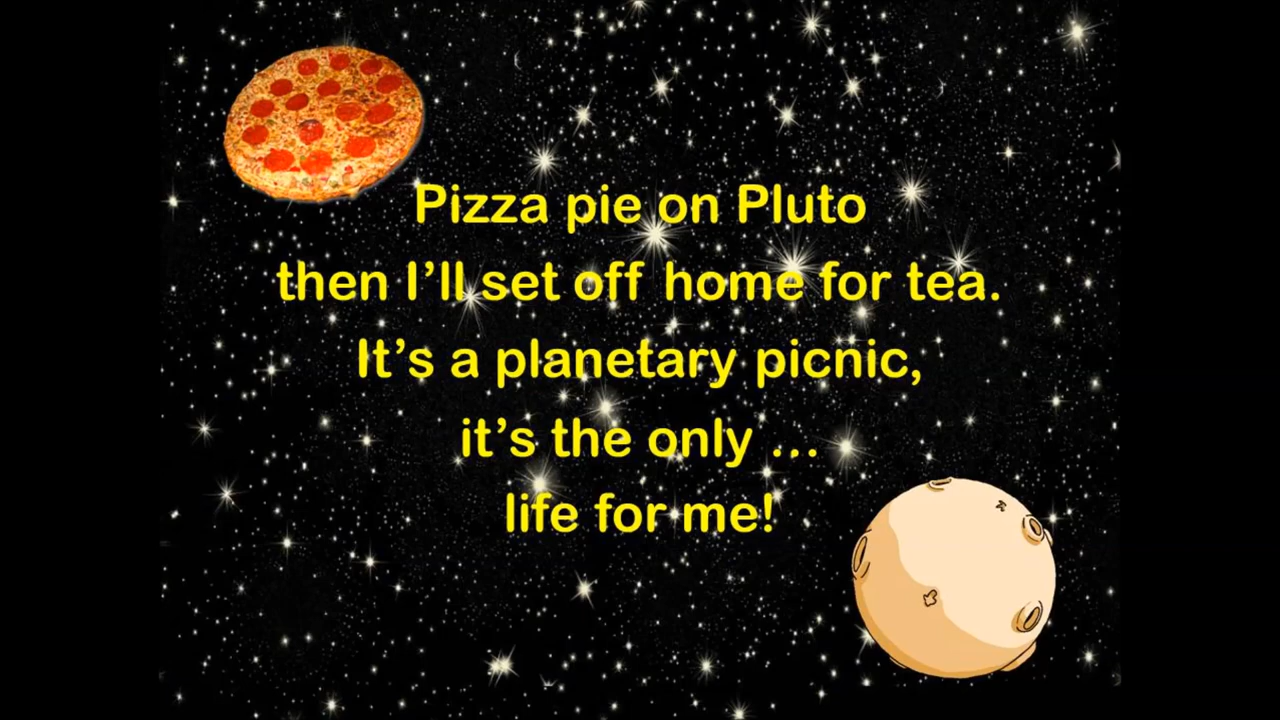 Pizza pie on Pluto
then I’ll set off home for tea.
It’s a planetary picnic,
it’s the only ...
life for me!